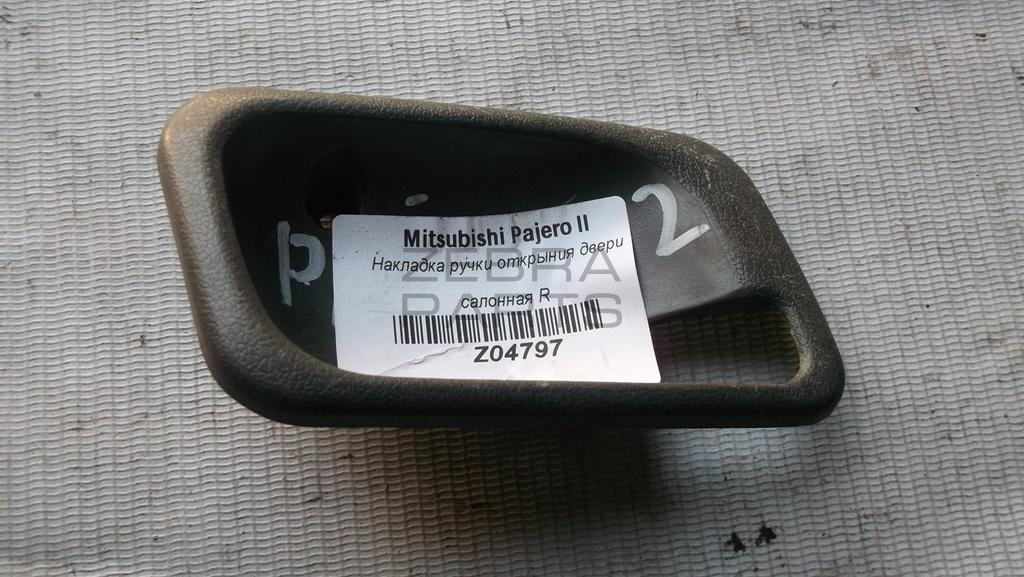 P - 2
Mitsubishi Pajero II
Накладка ручки открыния двери
салонная R
Z04797
ZEBRA
PARTS